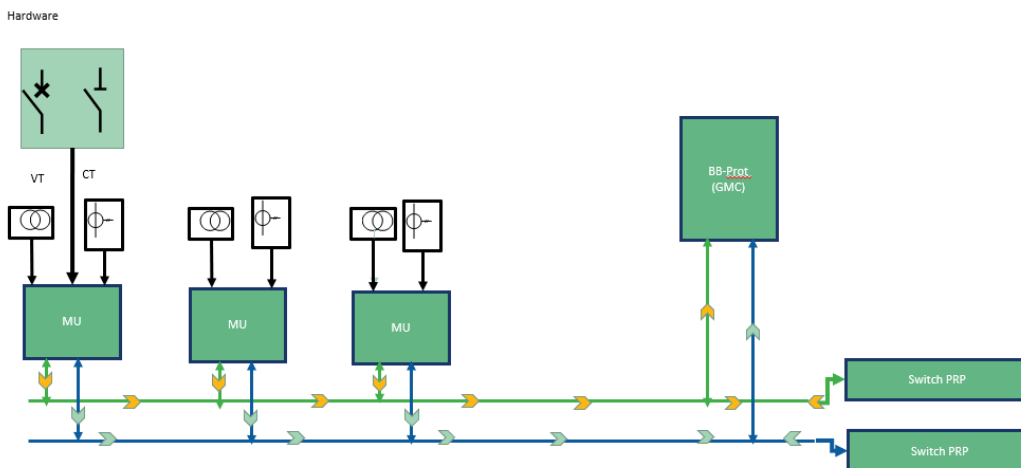 Hardware
VT
CT
BB-Prot
(GMC)
MU
MU
MU
Switch PRP
Switch PRP